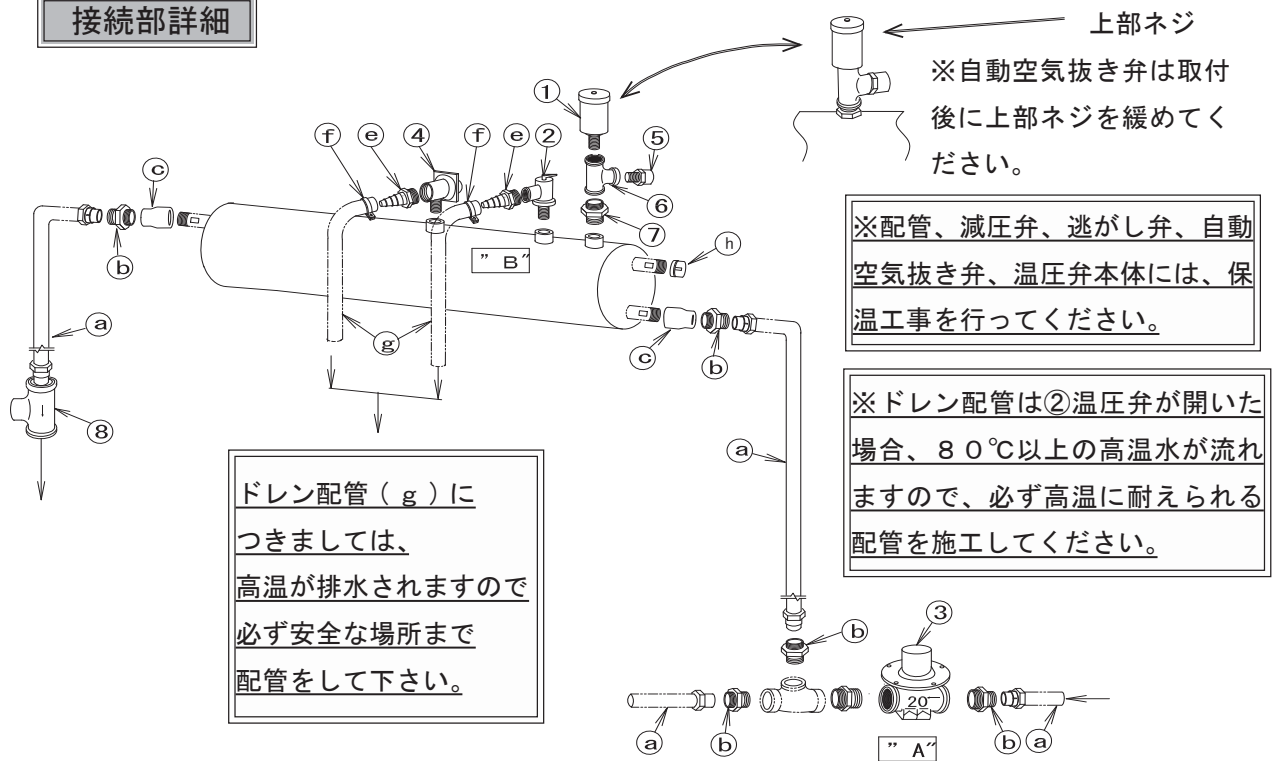 接続部詳細
上部ネジ
※自動空気抜き弁は取付
後に上部ネジを緩めてく
ださい。
①
ⓕ
ⓔ
④
ⓕ
ⓔ
②
⑤
ⓒ
⑥
⑦
ⓑ
” B”
ⓗ
ⓐ
ⓖ
ⓒ
ⓑ
⑧
※配管、減圧弁、逃がし弁、自動
空気抜き弁、温圧弁本体には、保
温工事を行ってください。
※ドレン配管は②温圧弁が開いた
場合、８０℃以上の高温水が流れ
ますので、必ず高温に耐えられる
配管を施工してください。
ⓐ
ドレン配管（ｇ）に
つきましては、
高温が排水されますので
必ず安全な場所まで
配管をして下さい。
③
ⓑ
20
ⓐ
ⓑ
” A”
ⓑ
ⓐ